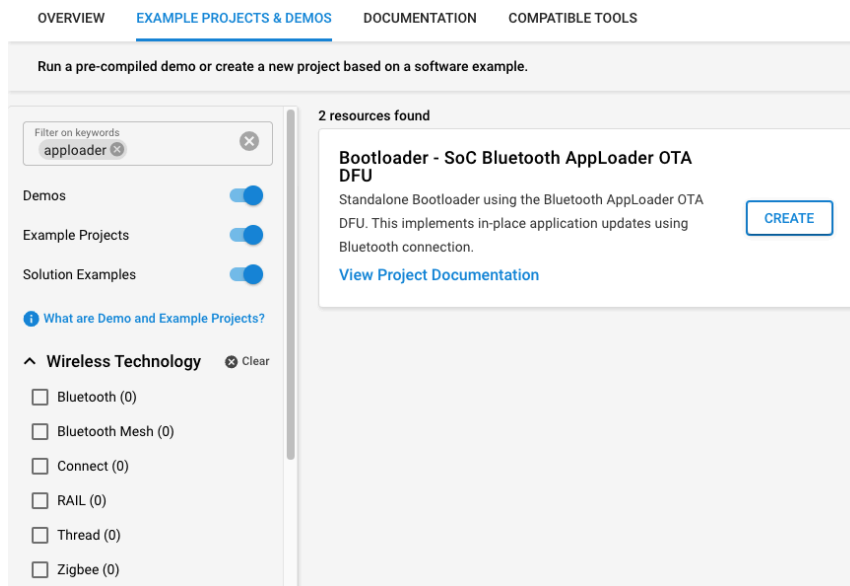 OVERVIEW
EXAMPLE PROJECTS & DEMOS
DOCUMENTATION
COMPATIBLE TOOLS
Run a pre-compiled demo or create a new project based on a software example.
Filter on keywords
apploader
Demos
Example Projects
Solution Examples
What are Demo and Example Projects?
Wireless Technology
Clear
Bluetooth (0)
Bluetooth Mesh (0)
Connect (0)
RAIL (0)
Thread (0)
Zigbee (0)
2 resources found
Bootloader - SoC Bluetooth AppLoader OTA
DFU
Standalone Bootloader using the Bluetooth AppLoader OTA
DFU. This implements in-place application updates using
Bluetooth connection.
View Project Documentation
CREATE